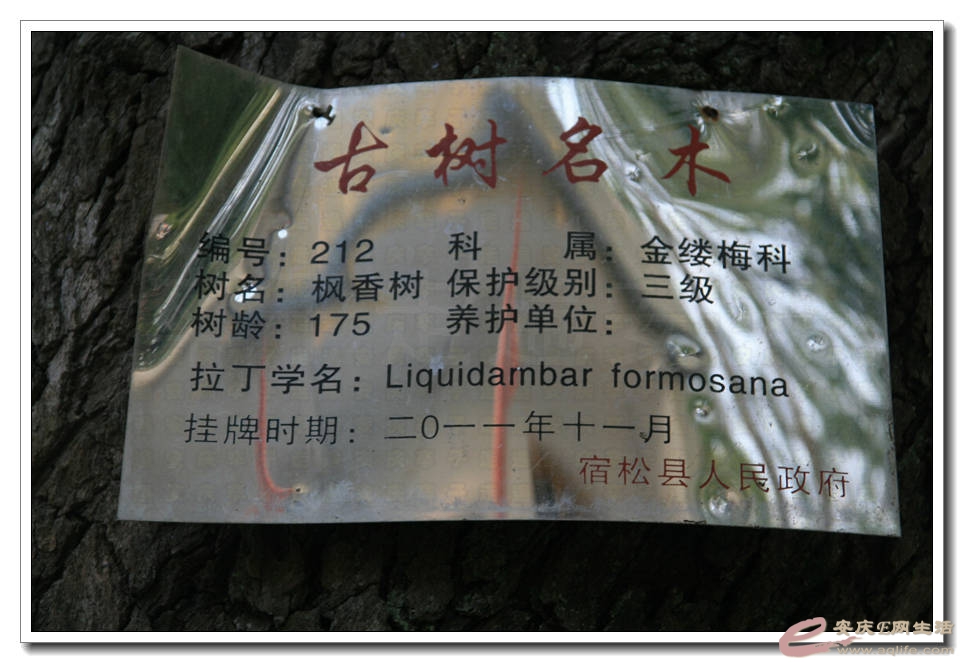 古树名木
编号：212 科 属：金缕梅科
树名：枫香树 保护级别：三级
树龄：175 养护单位：
拉丁学名：Liquidambar formosana
挂牌时期：二0一一年十一月
宿松县人民政府
安庆E网生活
www.aqlife.com